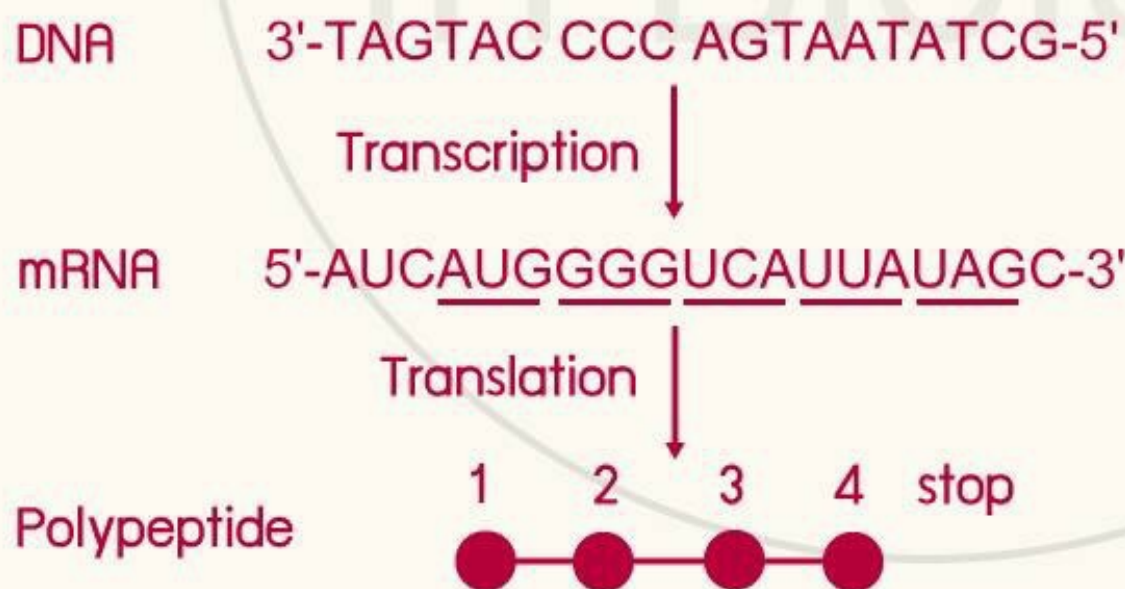 DNA 3'-TAGTAC CCC AGTAATATCG-5'
Transcription
mRNA 5'-AUCAUGGGGUCAUUAUAGC-3'
Translation
1 2 3 4 stop
Polypeptide